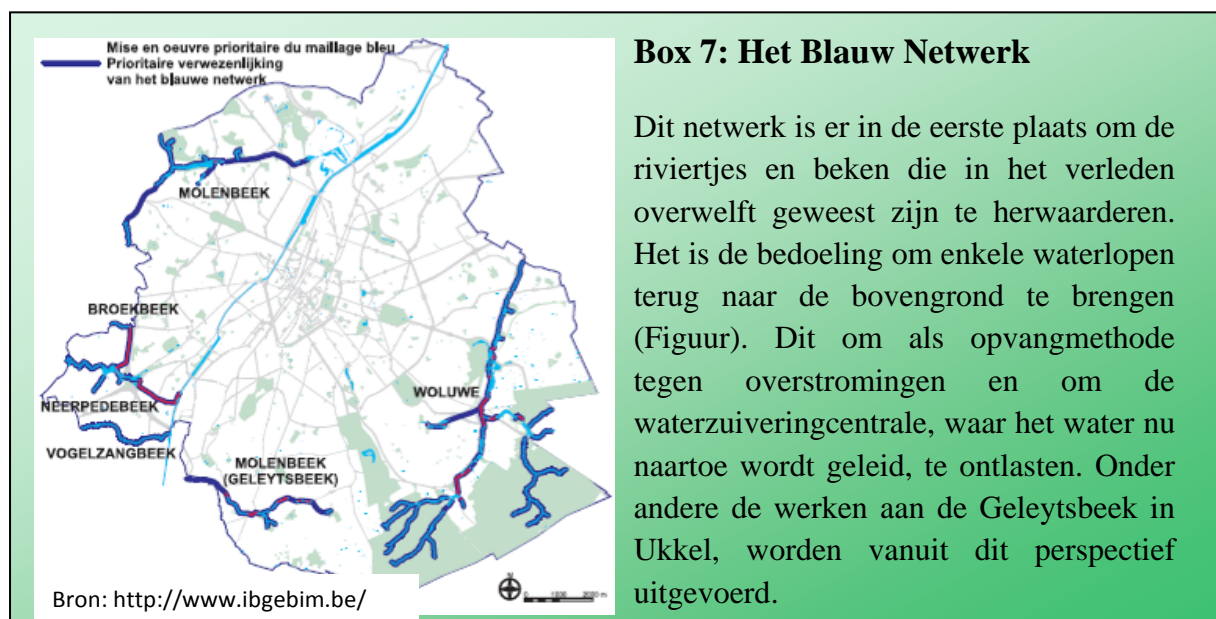 Mise en oeuvre prioritaire du maillage bleu
Prioritaire verwezenlijking
van het blauwe netwerk
MOLENBEEK
BROEKBEEK
NEERPEDEBEEK
VOGELZANGBEEK
WOLUWE
MOLENBEEK
(GELEYTSBEEK)
0 1000 2000 m
Bron: http://www.ibgebim.be/
Box 7: Het Blauw Netwerk
Dit netwerk is er in de eerste plaats om de
riviertjes en beken die in het verleden
overwelft geweest zijn te herwaarderen.
Het is de bedoeling om enkele waterlopen
terug naar de bovengrond te brengen
(Figuur). Dit om als opvangmethode
tegen overstromingen en om de
waterzuiveringcentrale, waar het water nu
naartoe wordt geleid, te ontlasten. Onder
andere de werken aan de Geleytsbeek in
Ukkel, worden vanuit dit perspectief
uitgevoerd.